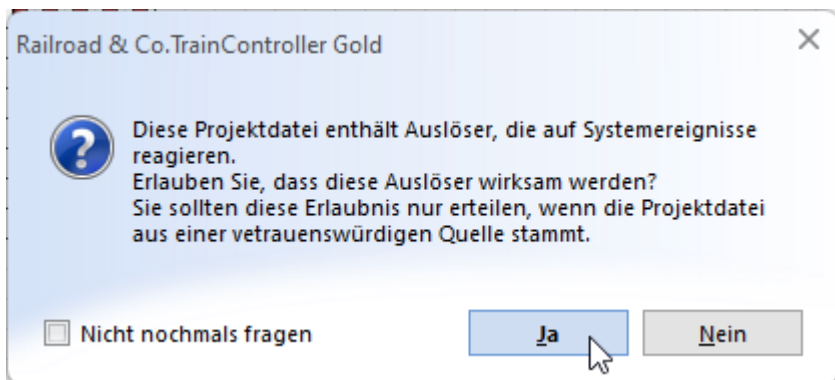 Railroad & Co.TrainController Gold
Diese Projektdatei enthält Auslöser, die auf Systemereignisse
reagieren.
Erlauben Sie, dass diese Auslöser wirksam werden?
Sie sollten diese Erlaubnis nur erteilen, wenn die Projektdatei
aus einer vetrauenswürdigen Quelle stammt.
Nicht nochmals fragen
Ja
Nein